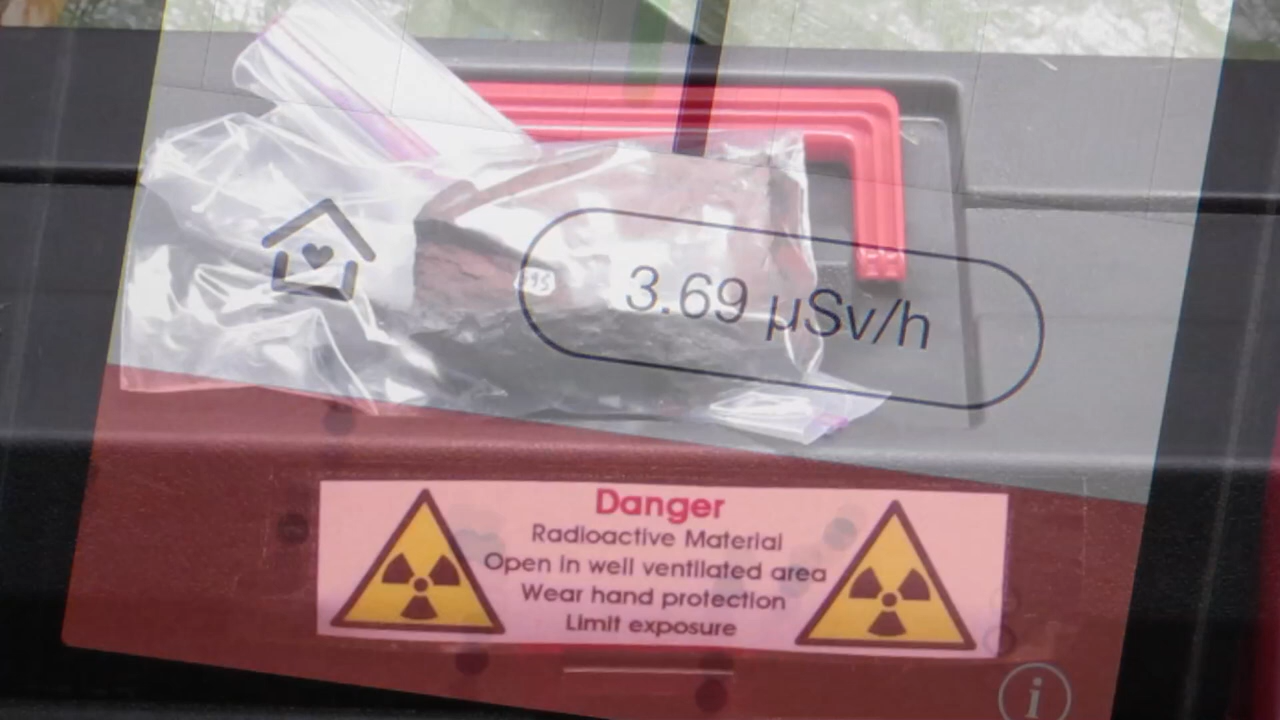 3.69 µSv/h
Danger
Radioactive Material
Open in well ventilated area
Wear hand protection
Limit exposure
i